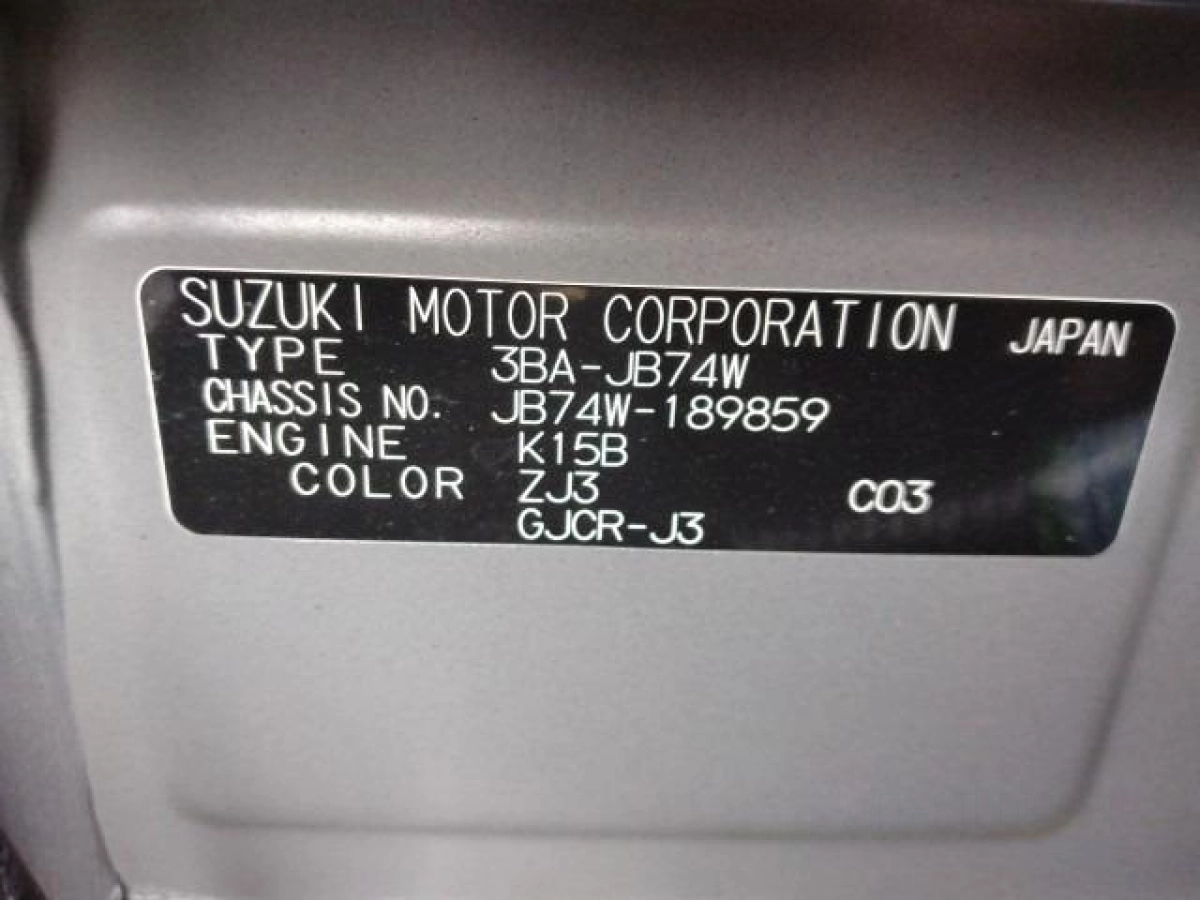 SUZUKI MOTOR CORPORATION JAPAN
TYPE 3BA-JB74W
CHASSIS NO. JB74W-189859
ENGINE K15B
COLOR ZJ3 C03
GJCR-J3